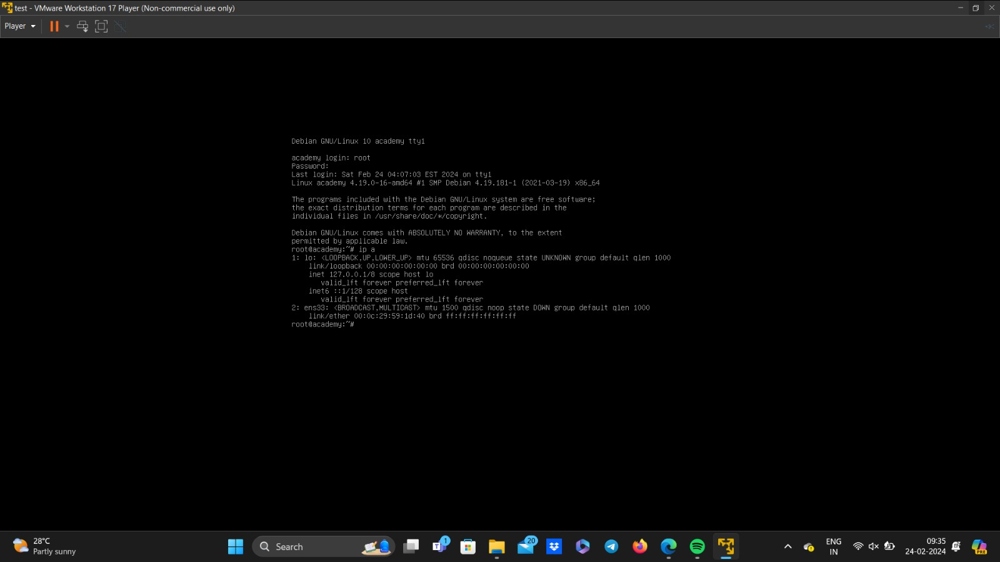 test - VMware Workstation 17 Player (Non-commercial use only)
Player
Debian GNU/Linux 10 academy tty1
academy login: root
Password:
Last login: Sat Feb 24 04:07:03 EST 2024 on tty1
Linux academy 4.19.0-16-amd64 #1 SMP Debian 4.19.181-1 (2021-03-19) x86_64
The programs included with the Debian GNU/Linux system are free software;
the exact distribution terms for each program are described in the
individual files in /usr/share/doc/*/copyright.
Debian GNU/Linux comes with ABSOLUTELY NO WARRANTY, to the extent
permitted by applicable law.
root@academy:~# ip a
1: lo: <LOOPBACK,UP,LOWER_UP> mtu 65536 qdisc noqueue state UNKNOWN group default qlen 1000
link/loopback 00:00:00:00:00:00 brd 00:00:00:00:00:00
inet 127.0.0.1/8 scope host lo
valid_lft forever preferred_lft forever
inet6 ::1/128 scope host
valid_lft forever preferred_lft forever
2: ens33: <BROADCAST,MULTICAST> mtu 1500 qdisc noop state DOWN group default qlen 1000
link/ether 00:0c:29:59:1d:40 brd ff:ff:ff:ff:ff:ff
root@academy:~#
28°C
Partly sunny
Search
1
20
ENG
IN
09:35
24-02-2024
PRE